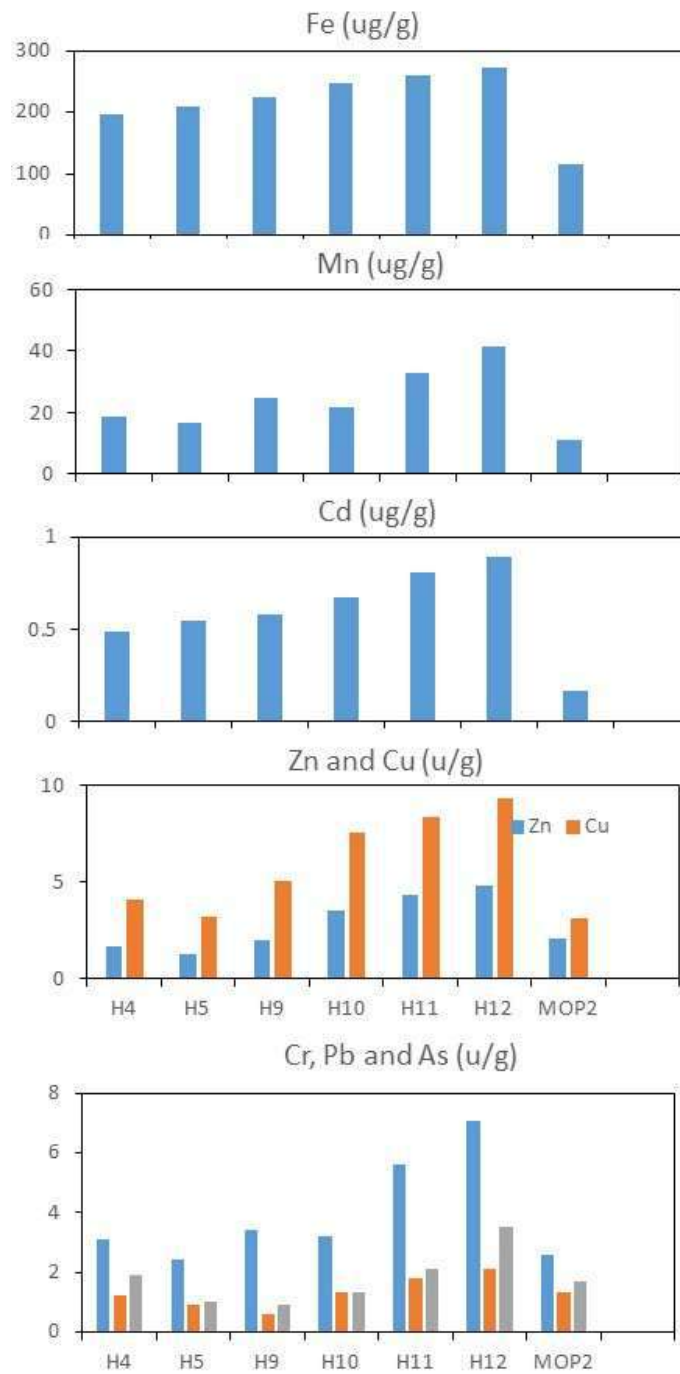 Fe (ug/g)
300
200
100
0
Mn (ug/g)
60
40
20
0
Cd (ug/g)
1
0.5
0
Zn and Cu (u/g)
10
Zn Cu
5
0
H4 H5 H9 H10 H11 H12 MOP2
Cr, Pb and As (u/g)
8
6
4
2
0
H4 H5 H9 H10 H11 H12 MOP2